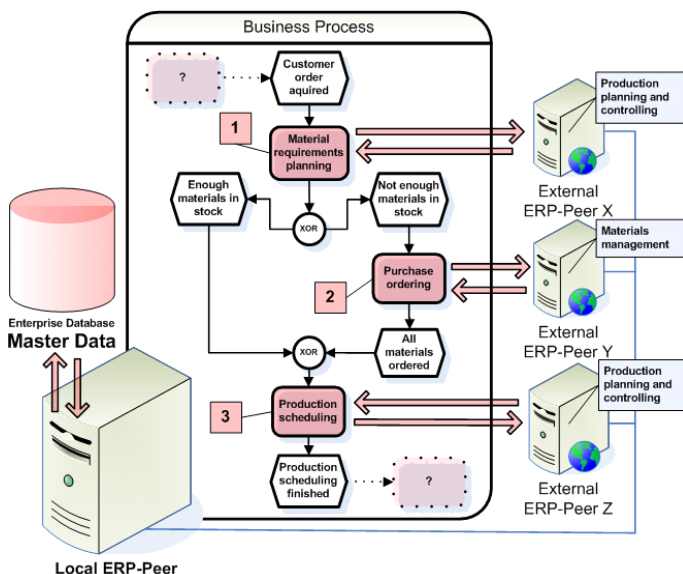 Business Process
?
Customer
order
aquired
Production
planning and
controlling
1
Material
requirements
planning
External
ERP-Peer X
Enough
materials in
stock
Not enough
materials in
stock
XOR
Materials
management
2
Purchase
ordering
Enterprise Database
Master Data
External
ERP-Peer Y
XOR
All
materials
ordered
Production
planning and
controlling
3
Production
scheduling
Production
scheduling
finished
?
External
ERP-Peer Z
Local ERP-Peer